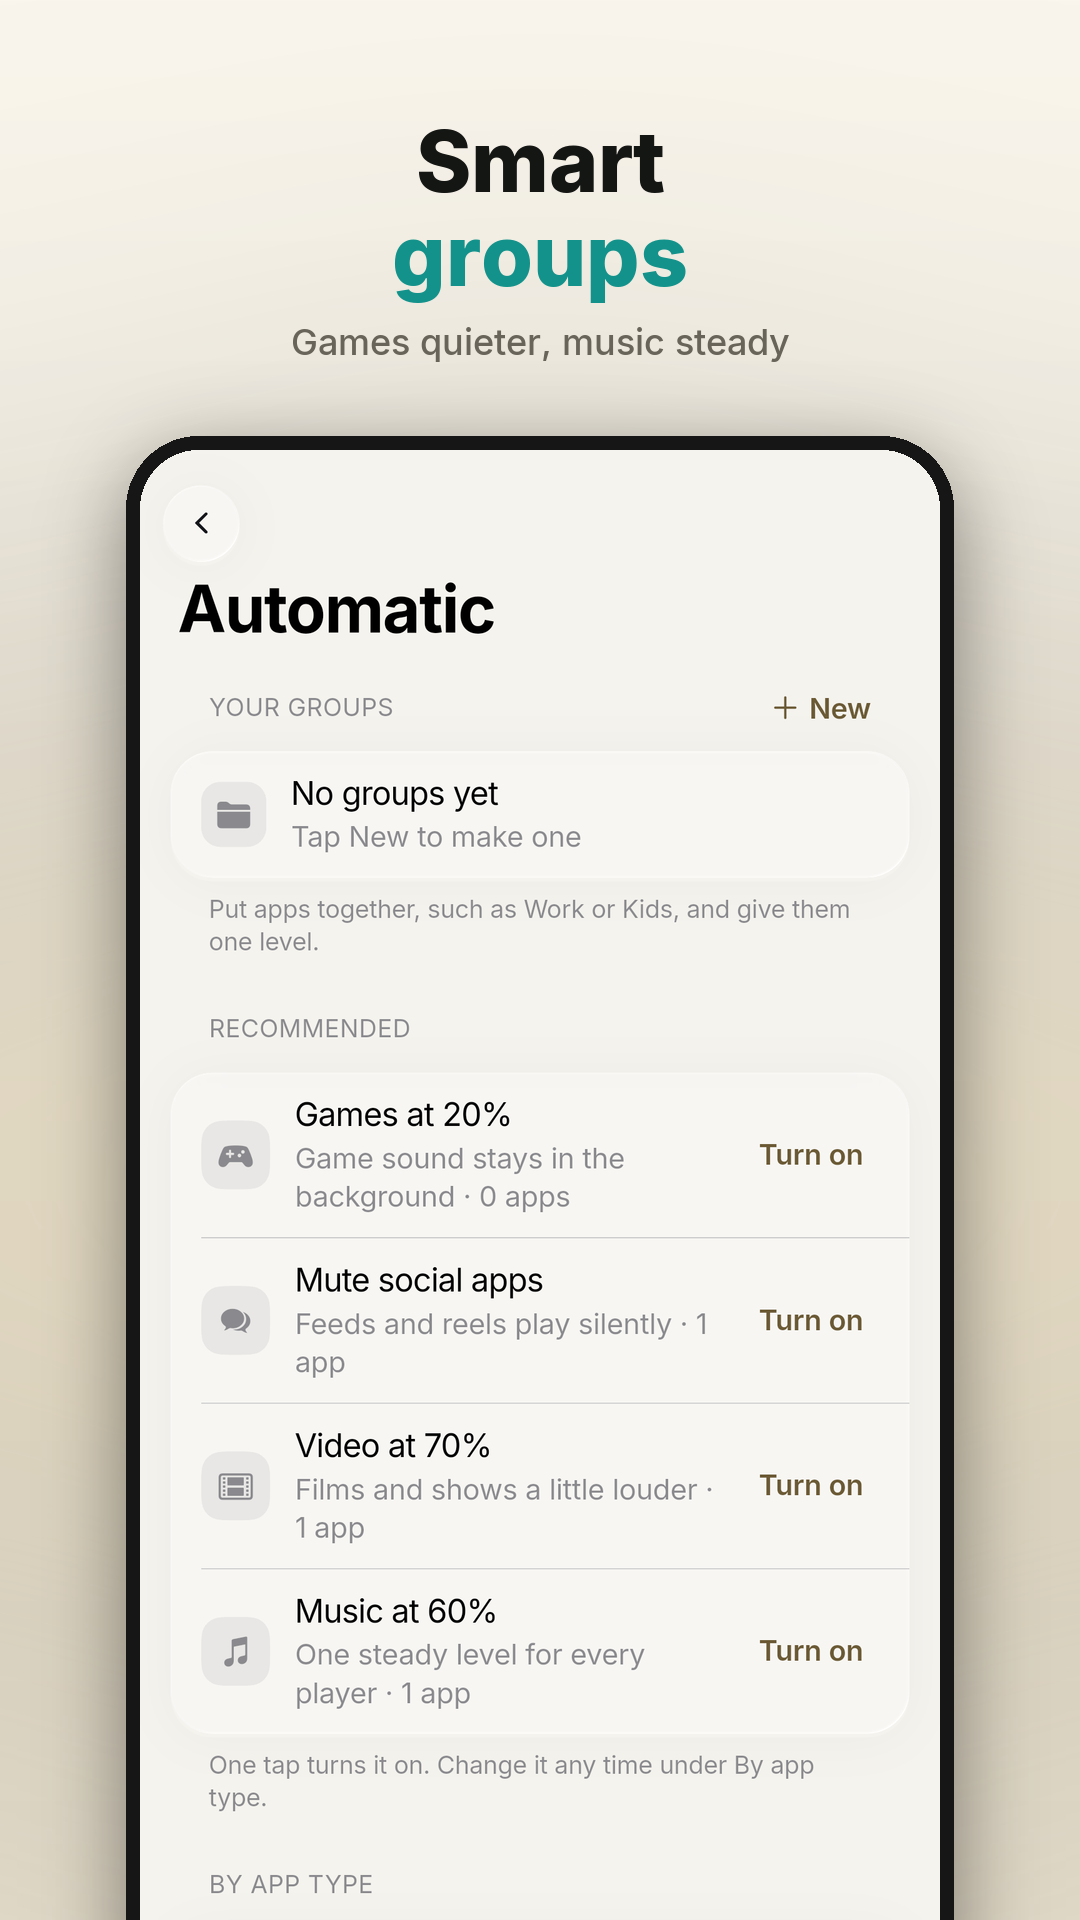 Smart
groups
Games quieter, music steady
Automatic
YOUR GROUPS
New
No groups yet
Tap New to make one
Put apps together, such as Work or Kids, and give them
one level.
RECOMMENDED
Games at 20%
Game sound stays in the
background · 0 apps
Turn on
Mute social apps
Feeds and reels play silently · 1
app
Turn on
Video at 70%
Films and shows a little louder ·
1 app
Turn on
Music at 60%
One steady level for every
player · 1 app
Turn on
One tap turns it on. Change it any time under By app
type.
BY APP TYPE